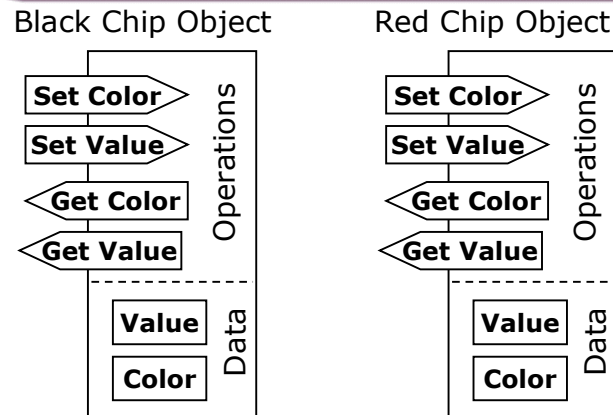 Black Chip Object
Set Color
Set Value
Get Color
Get Value
Operations
Value
Color
Data
Red Chip Object
Set Color
Set Value
Get Color
Get Value
Operations
Value
Color
Data